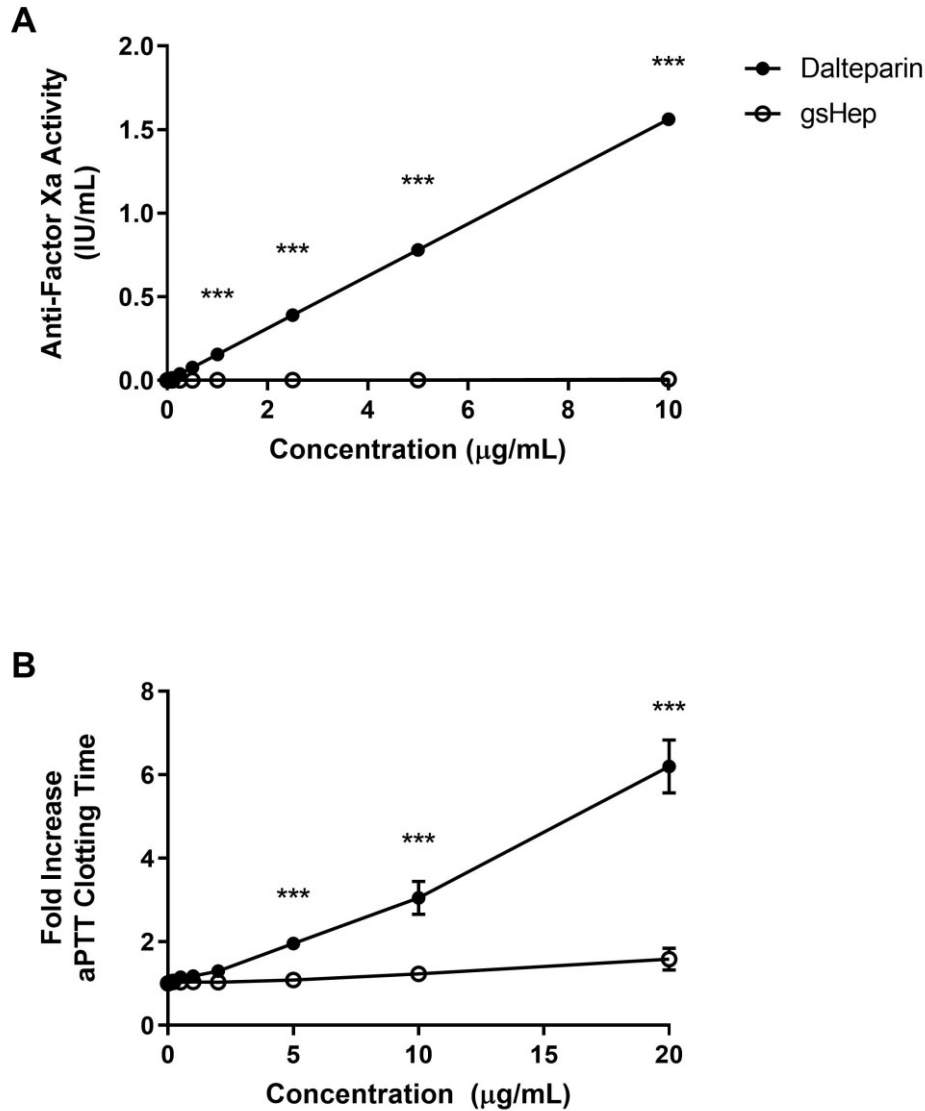 A
2.0
1.5
1.0
0.5
0.0
Anti-Factor Xa Activity
(IU/mL)
***
***
***
***
0
2
4
6
8
10
Concentration (μg/mL)
Dalteparin
gsHep
B
8
6
4
2
0
Fold Increase
aPTT Clotting Time
***
***
***
0
5
10
15
20
Concentration (μg/mL)